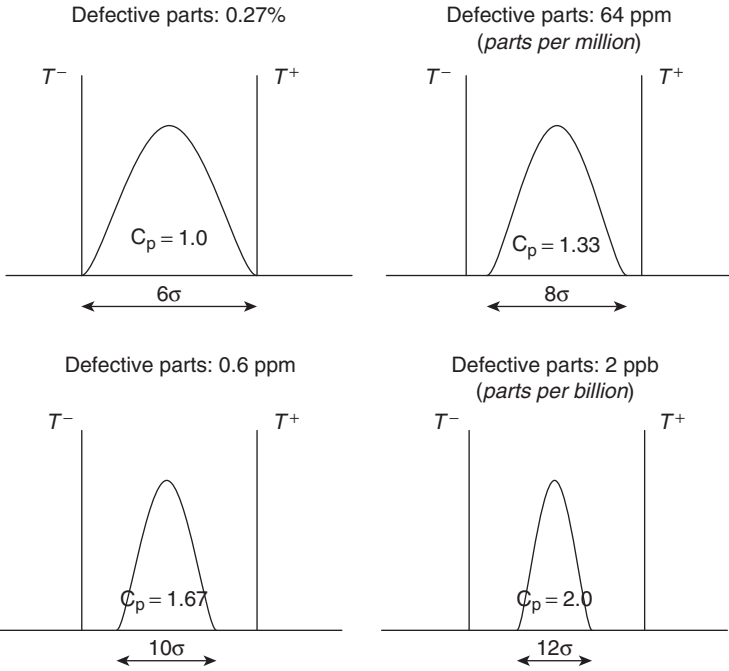 Defective parts: 0.27%
T⁻ T⁺
Cₚ = 1.0
6σ
Defective parts: 64 ppm
(parts per million)
T⁻ T⁺
Cₚ = 1.33
8σ
Defective parts: 0.6 ppm
T⁻ T⁺
Cₚ = 1.67
10σ
Defective parts: 2 ppb
(parts per billion)
T⁻ T⁺
Cₚ = 2.0
12σ